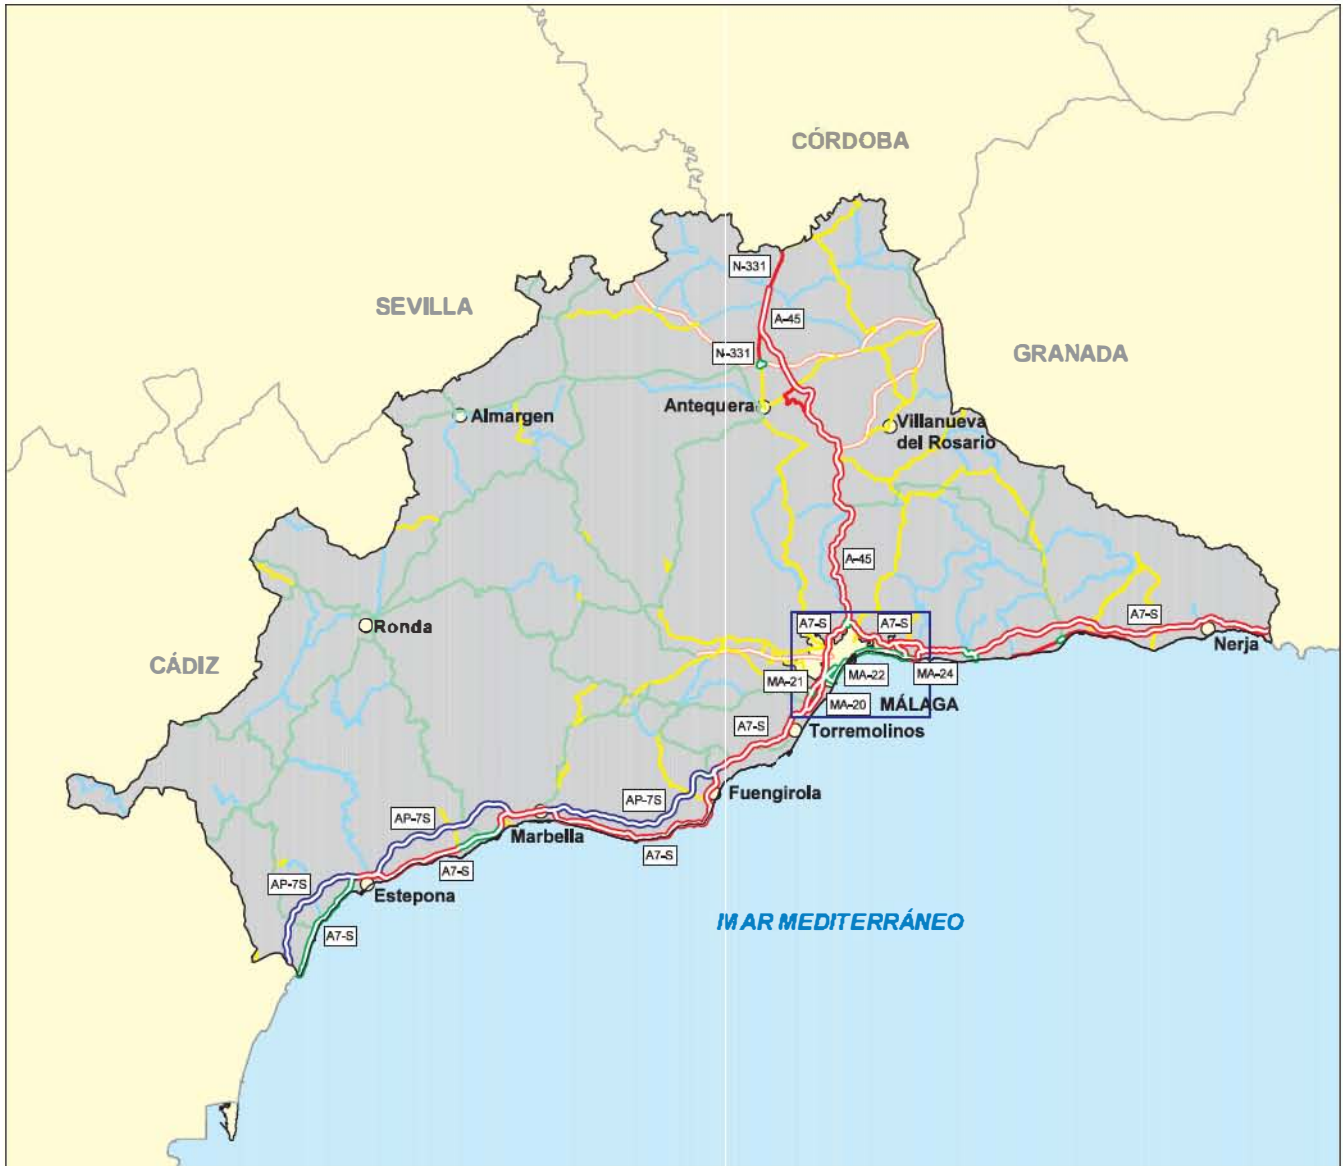 CÓRDOBA
N-331
SEVILLA
A-45
N-331
GRANADA
Antequera
Almargen
Villanueva
del Rosario
A-45
A7-S
A7-S
A7-S
Ronda
Nerja
CÁDIZ
MA-21
MA-22
MA-24
MA-20
MÁLAGA
A7-S
Torremolinos
Fuengirola
AP-7S
AP-7S
Marbella
A7-S
A7-S
AP-7S
Estepona
MAR MEDITERRÁNEO
A7-S